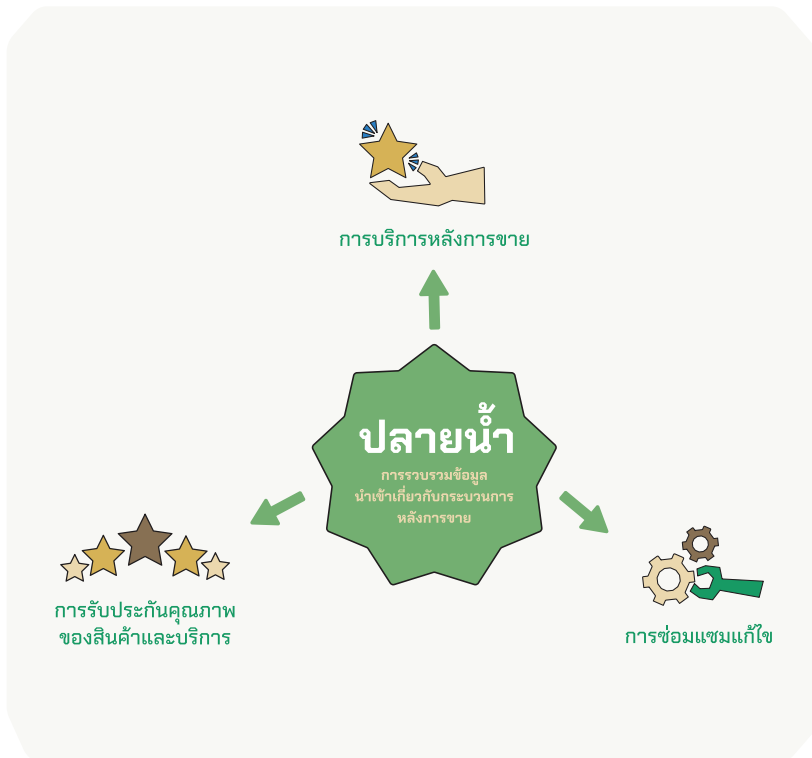 การบริการหลังการขาย
ปลายน้ำ
การรวบรวมข้อมูล
นำเข้าเกี่ยวกับกระบวนการ
หลังการขาย
การรับประกันคุณภาพ
ของสินค้าและบริการ
การซ่อมแซมแก้ไข